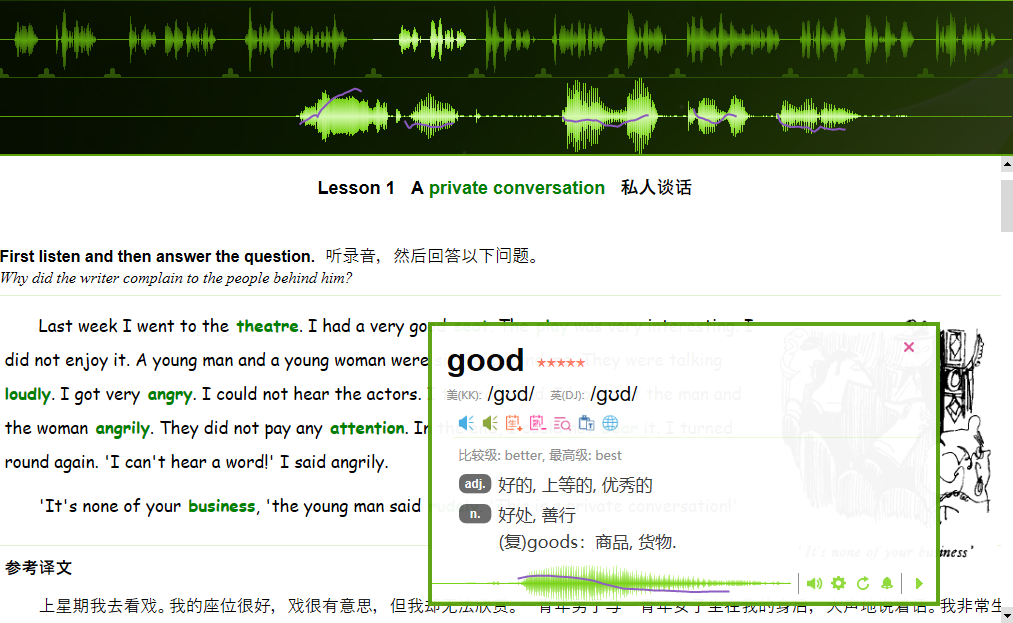 Lesson 1 A private conversation 私人谈话
First listen and then answer the question. 听录音，然后回答以下问题。
Why did the writer complain to the people behind him?
Last week I went to the theatre. I had a very good seat. The play was very interesting. I
did not enjoy it. A young man and a young woman were They were talking
loudly. I got very angry. I could not hear the actors. I the man and
the woman angrily. They did not pay any attention. In bear it. I turned
round again. 'I can't hear a word!' I said angrily.
'It's none of your business, 'the young man said rudely private conversation!'
'It's none of your business'
参考译文
上星期我去看戏。我的座位很好，戏很有意思，但我却无法欣赏。一青年男子与一青年女子坐在我的身后，大声地说着话。我非常生
good
美(KK): /gʊd/ 英(DJ): /gʊd/
比较级: better, 最高级: best
adj. 好的, 上等的, 优秀的
n. 好处, 善行
(复)goods：商品, 货物.